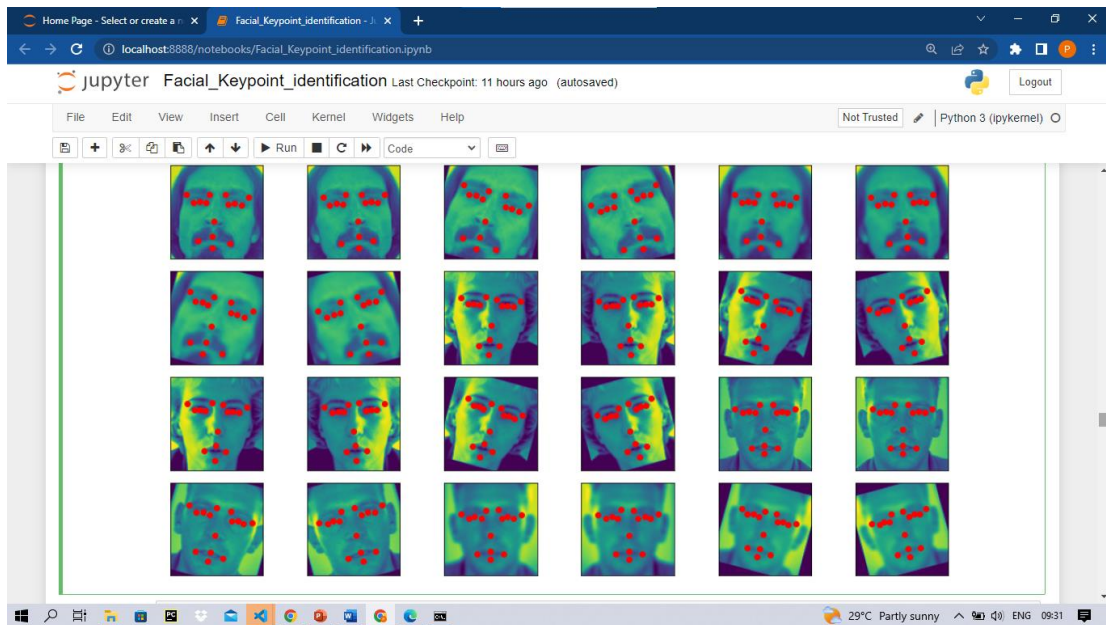 Home Page - Select or create a n
Facial_Keypoint_identification - Ju
localhost:8888/notebooks/Facial_Keypoint_identification.ipynb
P
jupyter Facial_Keypoint_identification Last Checkpoint: 11 hours ago (autosaved)
Logout
File Edit View Insert Cell Kernel Widgets Help
Not Trusted Python 3 (ipykernel)
Run Code
29°C Partly sunny ENG 09:31